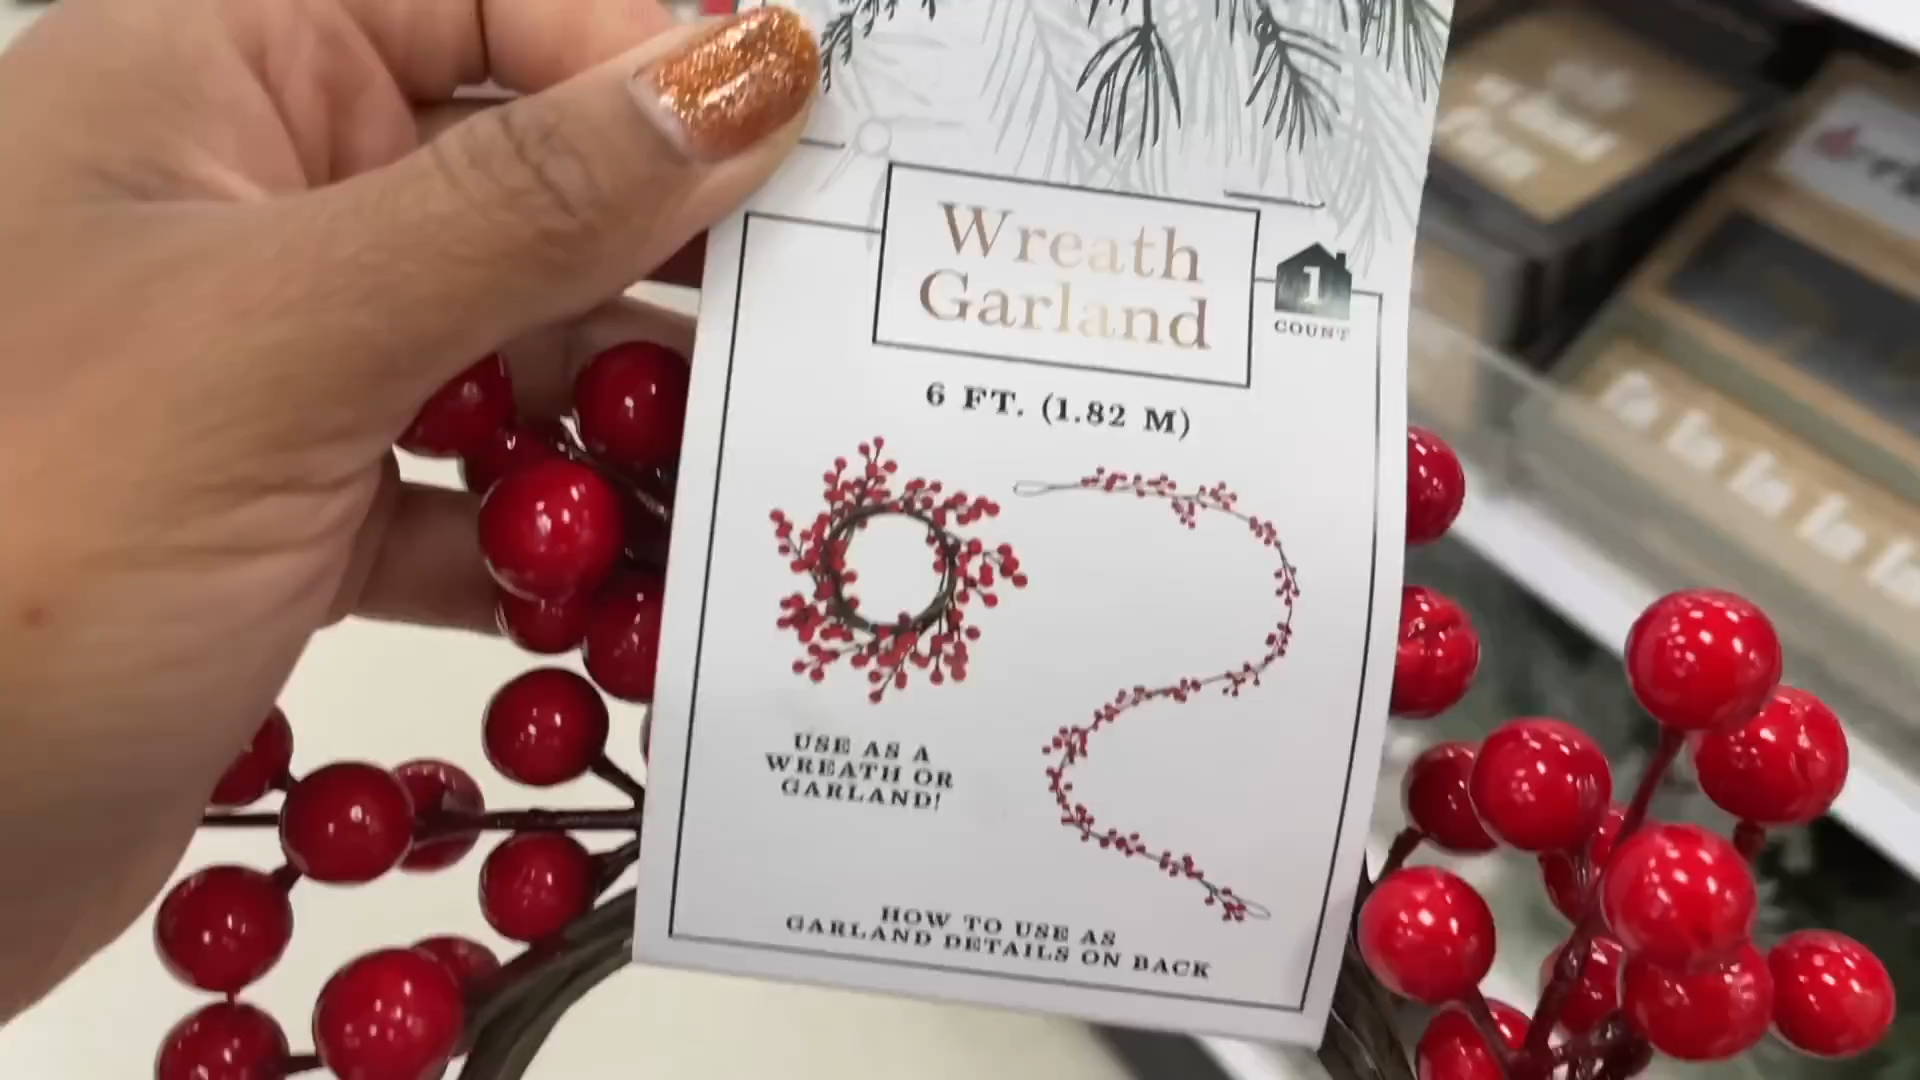 Wreath
Garland
1
COUNT
6 FT. (1.82 M)
USE AS A
WREATH OR
GARLAND!
HOW TO USE AS
GARLAND DETAILS ON BACK
fa la la la la